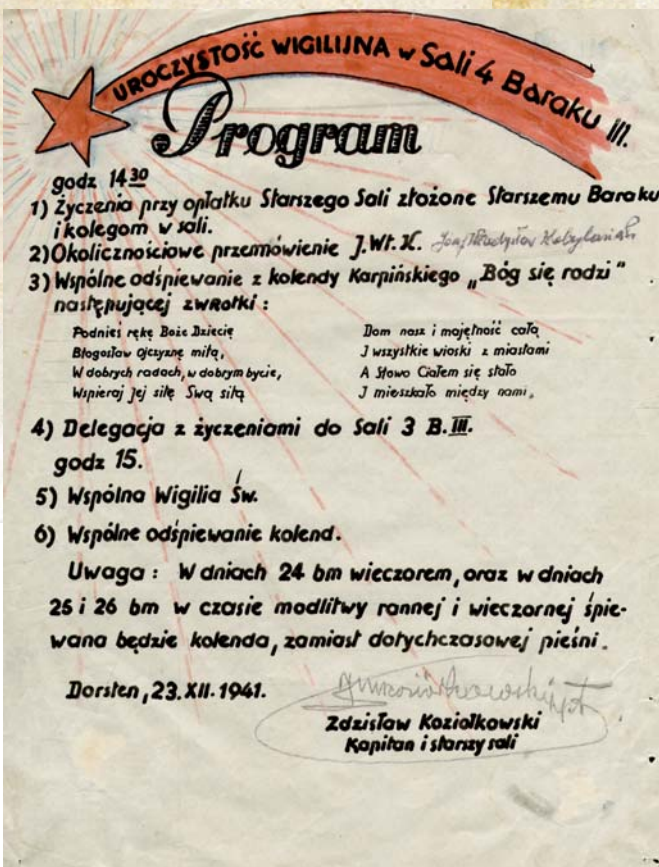 UROCZYSTOŚĆ WIGILIJNA w Sali 4 Baraku III.
Program
godz 14³⁰
1) Życzenia przy opłatku Starszego Sali złożone Starszemu Baraku
i kolegom w sali.
2) Okolicznościowe przemówienie J. Wł. K. Józef Władysław Kobylański
3) Wspólne odśpiewanie z kolendy Karpińskiego „Bóg się rodzi"
następującej zwrotki:
Podnieś rękę Boże Dziecię
Błogosław Ojczyznę miłą,
W dobrych radach, w dobrym bycie,
Wspieraj Jej siłę Swą siłą
Dom nasz i majętność całą
I wszystkie wioski z miastami
A Słowo Ciałem się stało
I mieszkało między nami.
4) Delegacja z życzeniami do Sali 3 B. III.
godz 15.
5) Wspólna Wigilia Św.
6) Wspólne odśpiewanie kolend.
Uwaga: W dniach 24 bm wieczorem, oraz w dniach
25 i 26 bm w czasie modlitwy rannej i wieczornej śpie-
wana będzie kolenda, zamiast dotychczasowej pieśni.
Dorsten, 23. XII. 1941.
Zdzisław Koziołkowski
Kapitan i starszy sali